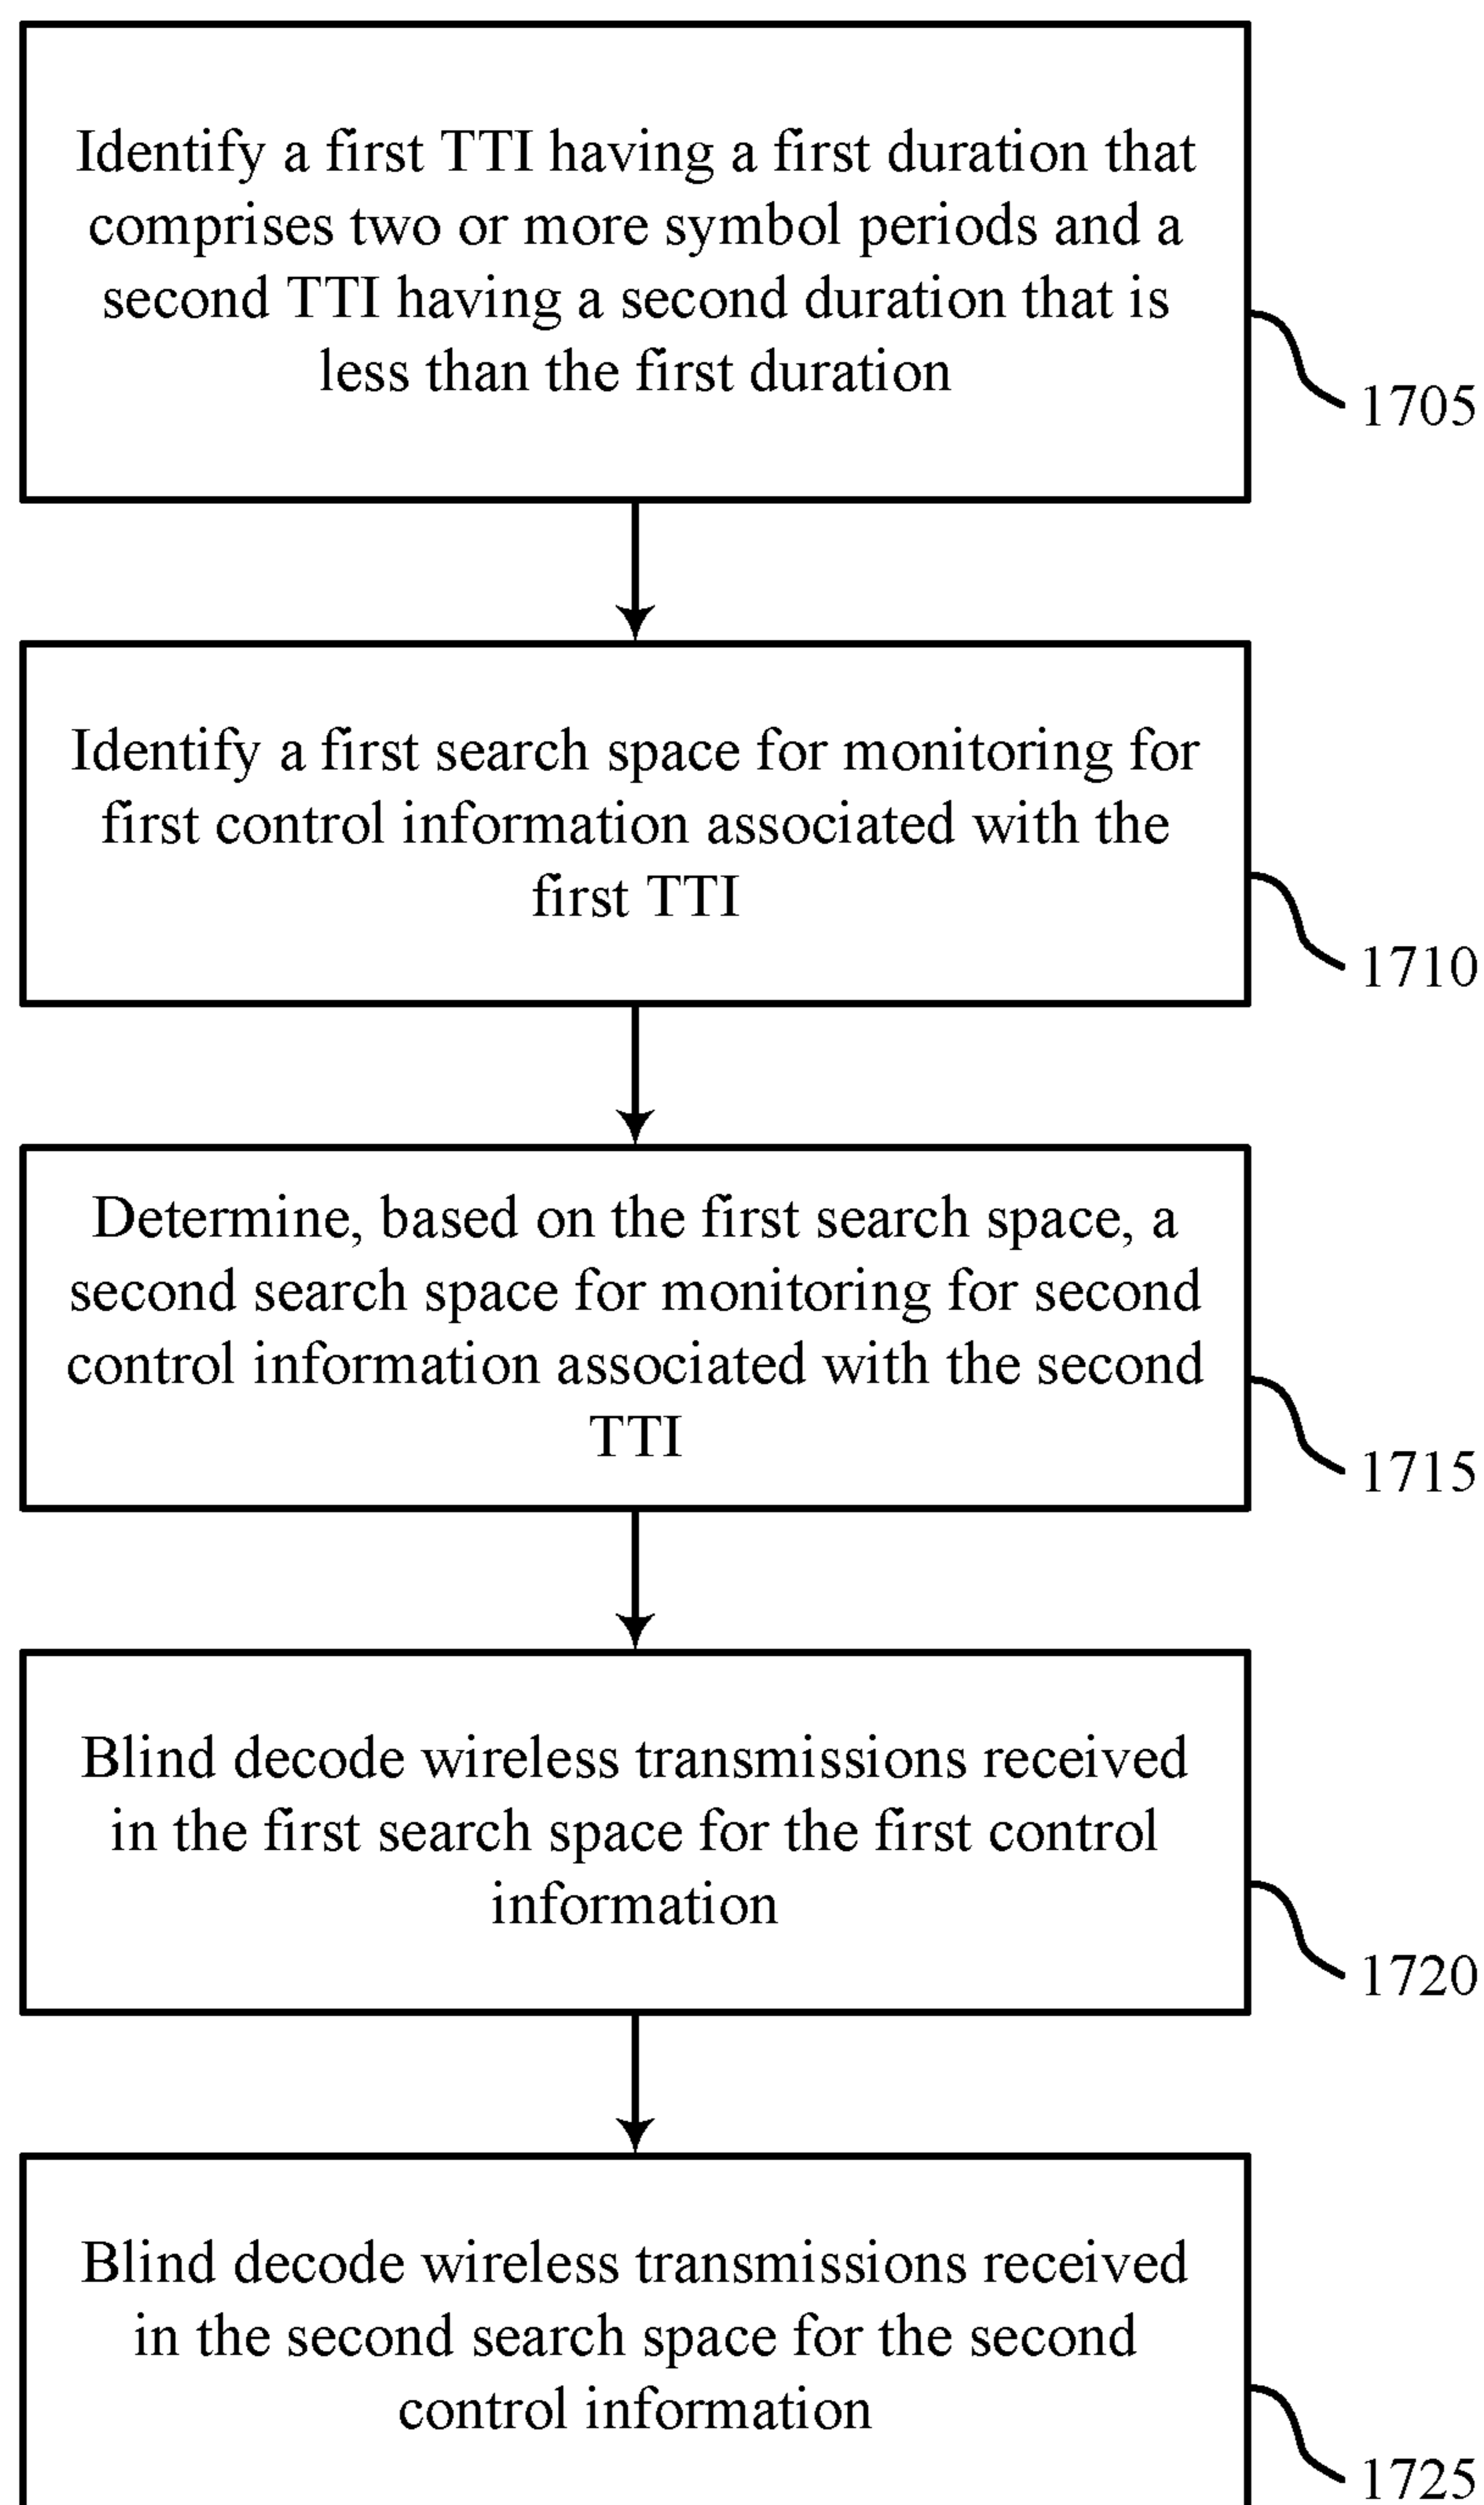 Identify a first TTI having a first duration that
comprises two or more symbol periods and a
second TTI having a second duration that is
less than the first duration
1705
Identify a first search space for monitoring for
first control information associated with the
first TTI
1710
Determine, based on the first search space, a
second search space for monitoring for second
control information associated with the second
TTI
1715
Blind decode wireless transmissions received
in the first search space for the first control
information
1720
Blind decode wireless transmissions received
in the second search space for the second
control information
1725